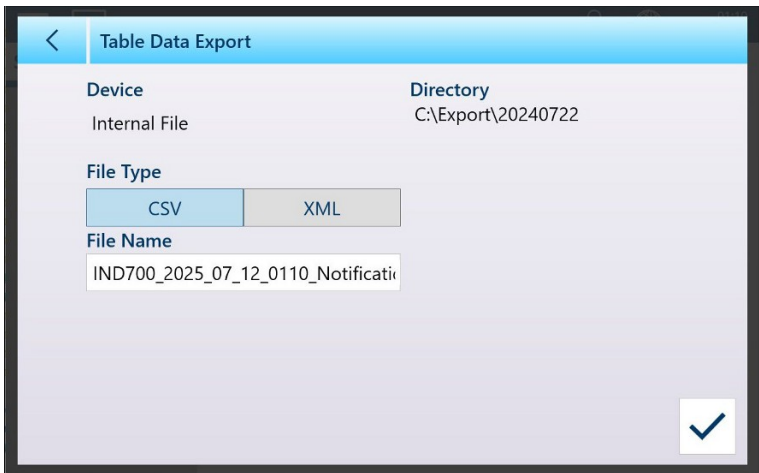 Table Data Export
Device
Directory
Internal File
C:\Export\20240722
File Type
CSV
XML
File Name
IND700_2025_07_12_0110_Notificati